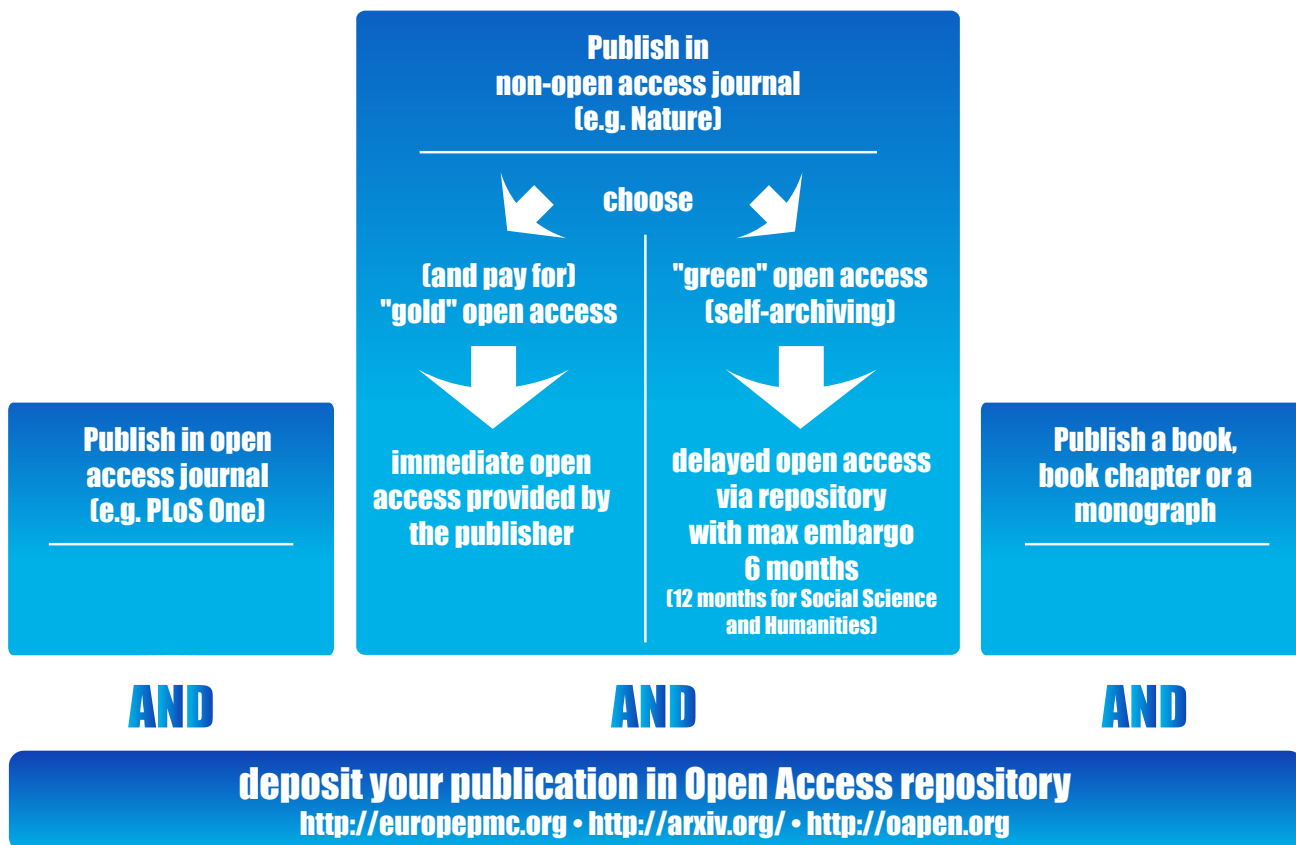 Publish in
non-open access journal
(e.g. Nature)
choose
(and pay for)
"gold" open access
immediate open
access provided by
the publisher
"green" open access
(self-archiving)
delayed open access
via repository
with max embargo
6 months
(12 months for Social Science
and Humanities)
Publish in open
access journal
(e.g. PLoS One)
Publish a book,
book chapter or a
monograph
AND
AND
AND
deposit your publication in Open Access repository
http://europepmc.org • http://arxiv.org/ • http://oapen.org